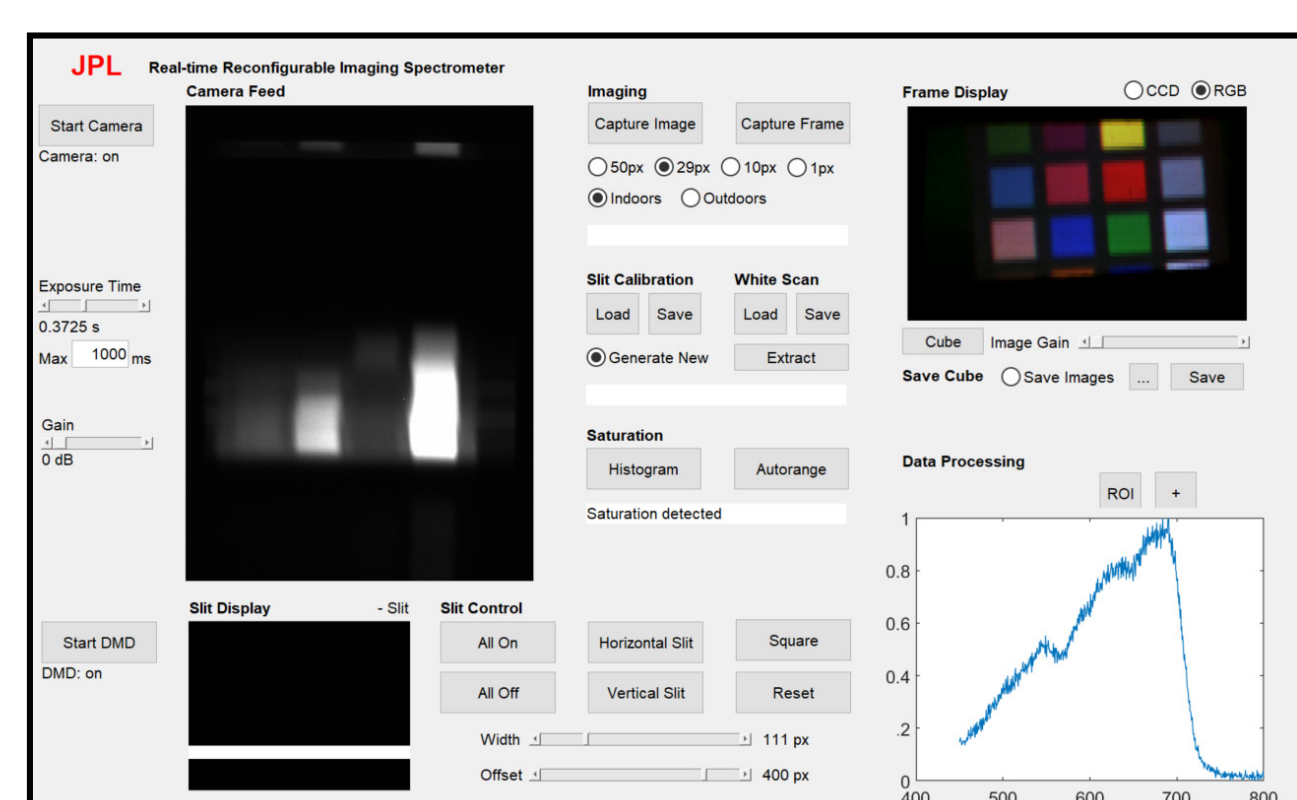 JPL Real-time Reconfigurable Imaging Spectrometer
Camera Feed
Start Camera
Camera: on
Exposure Time
0.3725 s
Max 1000 ms
Gain
0 dB
Imaging
Capture Image Capture Frame
50px 29px 10px 1px
Indoors Outdoors
Slit Calibration White Scan
Load Save Load Save
Generate New Extract
Saturation
Histogram Autorange
Saturation detected
Frame Display CCD RGB
Cube Image Gain
Save Cube Save Images ... Save
Data Processing
ROI +
1
0.8
0.6
0.4
.2
0
400 500 600 700 800
Slit Display - Slit
Start DMD
DMD: on
Slit Control
All On Horizontal Slit Square
All Off Vertical Slit Reset
Width 111 px
Offset 400 px